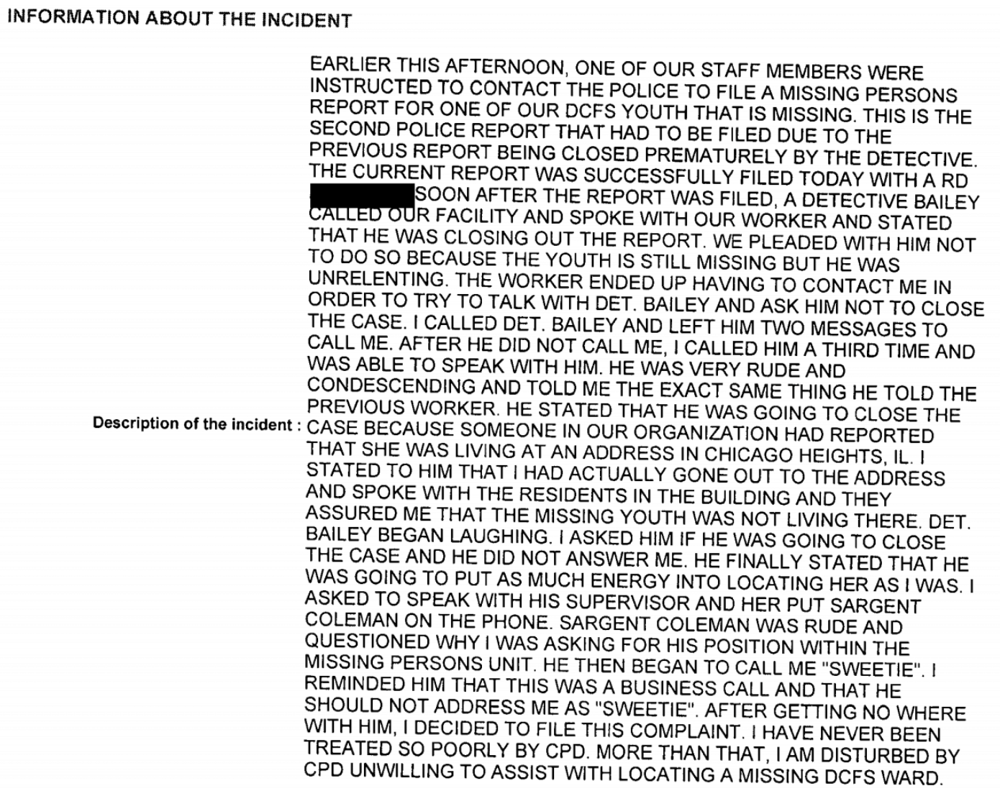 INFORMATION ABOUT THE INCIDENT
EARLIER THIS AFTERNOON, ONE OF OUR STAFF MEMBERS WERE
INSTRUCTED TO CONTACT THE POLICE TO FILE A MISSING PERSONS
REPORT FOR ONE OF OUR DCFS YOUTH THAT IS MISSING. THIS IS THE
SECOND POLICE REPORT THAT HAD TO BE FILED DUE TO THE
PREVIOUS REPORT BEING CLOSED PREMATURELY BY THE DETECTIVE.
THE CURRENT REPORT WAS SUCCESSFULLY FILED TODAY WITH A RD
SOON AFTER THE REPORT WAS FILED, A DETECTIVE BAILEY
CALLED OUR FACILITY AND SPOKE WITH OUR WORKER AND STATED
THAT HE WAS CLOSING OUT THE REPORT. WE PLEADED WITH HIM NOT
TO DO SO BECAUSE THE YOUTH IS STILL MISSING BUT HE WAS
UNRELENTING. THE WORKER ENDED UP HAVING TO CONTACT ME IN
ORDER TO TRY TO TALK WITH DET. BAILEY AND ASK HIM NOT TO CLOSE
THE CASE. I CALLED DET. BAILEY AND LEFT HIM TWO MESSAGES TO
CALL ME. AFTER HE DID NOT CALL ME, I CALLED HIM A THIRD TIME AND
WAS ABLE TO SPEAK WITH HIM. HE WAS VERY RUDE AND
CONDESCENDING AND TOLD ME THE EXACT SAME THING HE TOLD THE
PREVIOUS WORKER. HE STATED THAT HE WAS GOING TO CLOSE THE
Description of the incident : CASE BECAUSE SOMEONE IN OUR ORGANIZATION HAD REPORTED
THAT SHE WAS LIVING AT AN ADDRESS IN CHICAGO HEIGHTS, IL. I
STATED TO HIM THAT I HAD ACTUALLY GONE OUT TO THE ADDRESS
AND SPOKE WITH THE RESIDENTS IN THE BUILDING AND THEY
ASSURED ME THAT THE MISSING YOUTH WAS NOT LIVING THERE. DET.
BAILEY BEGAN LAUGHING. I ASKED HIM IF HE WAS GOING TO CLOSE
THE CASE AND HE DID NOT ANSWER ME. HE FINALLY STATED THAT HE
WAS GOING TO PUT AS MUCH ENERGY INTO LOCATING HER AS I WAS. I
ASKED TO SPEAK WITH HIS SUPERVISOR AND HER PUT SARGENT
COLEMAN ON THE PHONE. SARGENT COLEMAN WAS RUDE AND
QUESTIONED WHY I WAS ASKING FOR HIS POSITION WITHIN THE
MISSING PERSONS UNIT. HE THEN BEGAN TO CALL ME "SWEETIE". I
REMINDED HIM THAT THIS WAS A BUSINESS CALL AND THAT HE
SHOULD NOT ADDRESS ME AS "SWEETIE". AFTER GETTING NO WHERE
WITH HIM, I DECIDED TO FILE THIS COMPLAINT. I HAVE NEVER BEEN
TREATED SO POORLY BY CPD. MORE THAN THAT, I AM DISTURBED BY
CPD UNWILLING TO ASSIST WITH LOCATING A MISSING DCFS WARD.